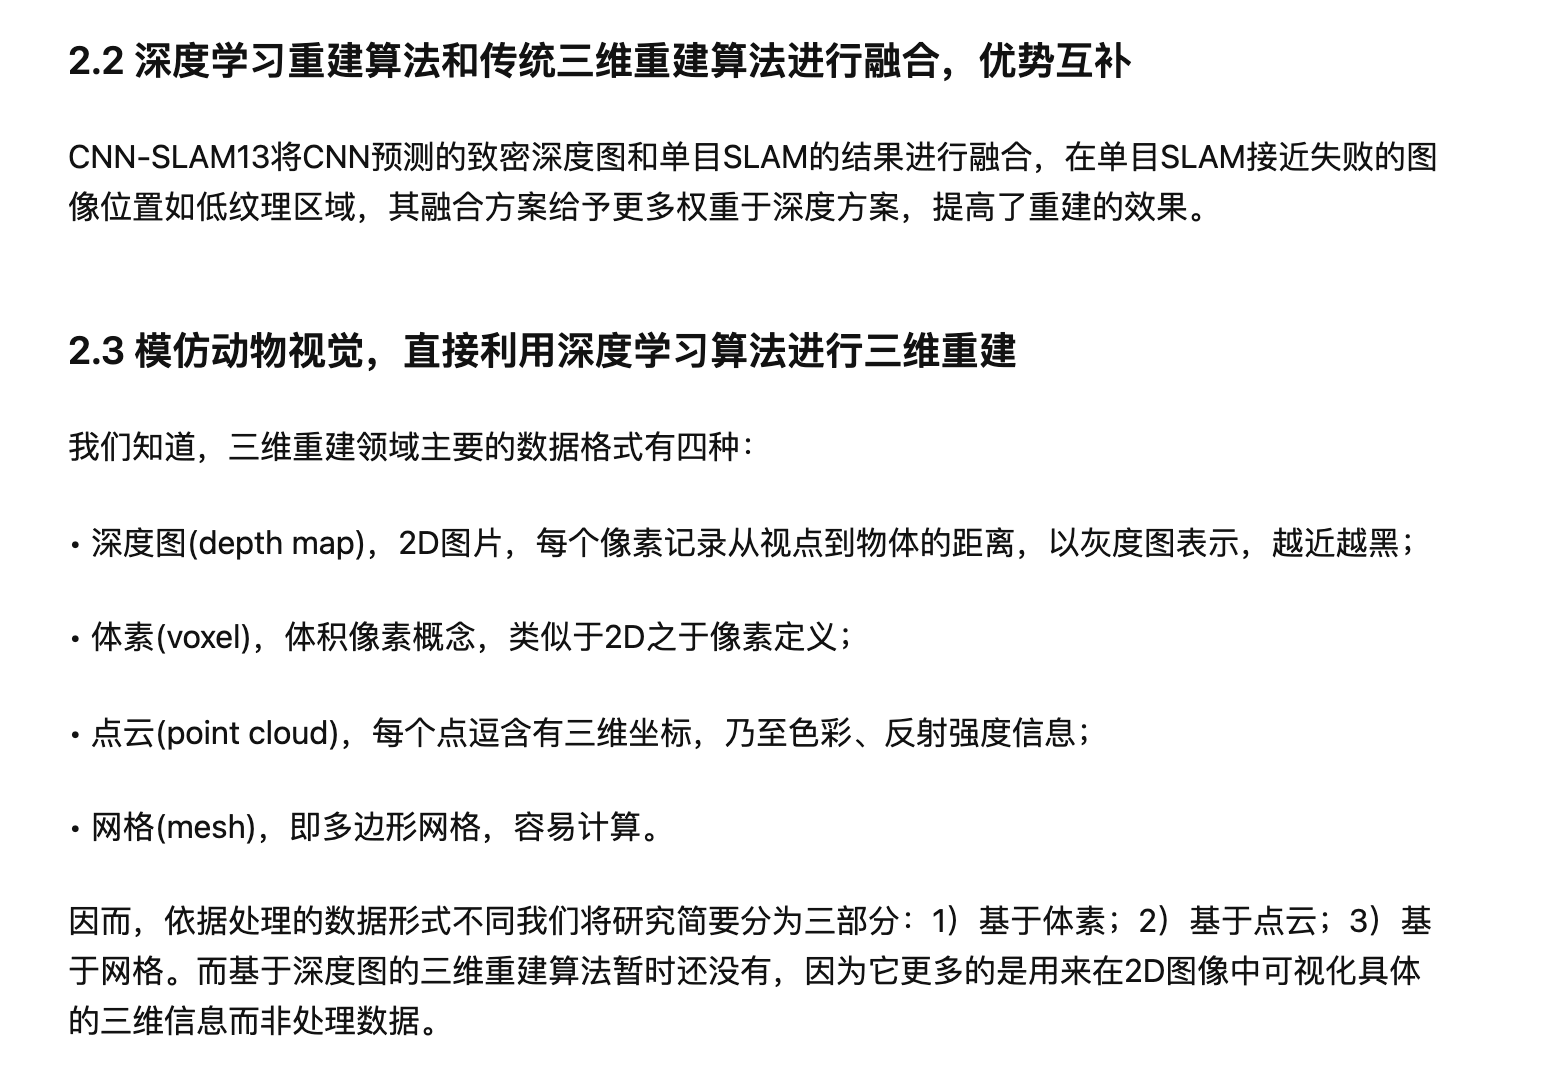 2.2 深度学习重建算法和传统三维重建算法进行融合，优势互补
CNN-SLAM13将CNN预测的致密深度图和单目SLAM的结果进行融合，在单目SLAM接近失败的图
像位置如低纹理区域，其融合方案给予更多权重于深度方案，提高了重建的效果。
2.3 模仿动物视觉，直接利用深度学习算法进行三维重建
我们知道，三维重建领域主要的数据格式有四种：
• 深度图(depth map)，2D图片，每个像素记录从视点到物体的距离，以灰度图表示，越近越黑；
• 体素(voxel)，体积像素概念，类似于2D之于像素定义；
• 点云(point cloud)，每个点逗含有三维坐标，乃至色彩、反射强度信息；
• 网格(mesh)，即多边形网格，容易计算。
因而，依据处理的数据形式不同我们将研究简要分为三部分：1）基于体素；2）基于点云；3）基
于网格。而基于深度图的三维重建算法暂时还没有，因为它更多的是用来在2D图像中可视化具体
的三维信息而非处理数据。